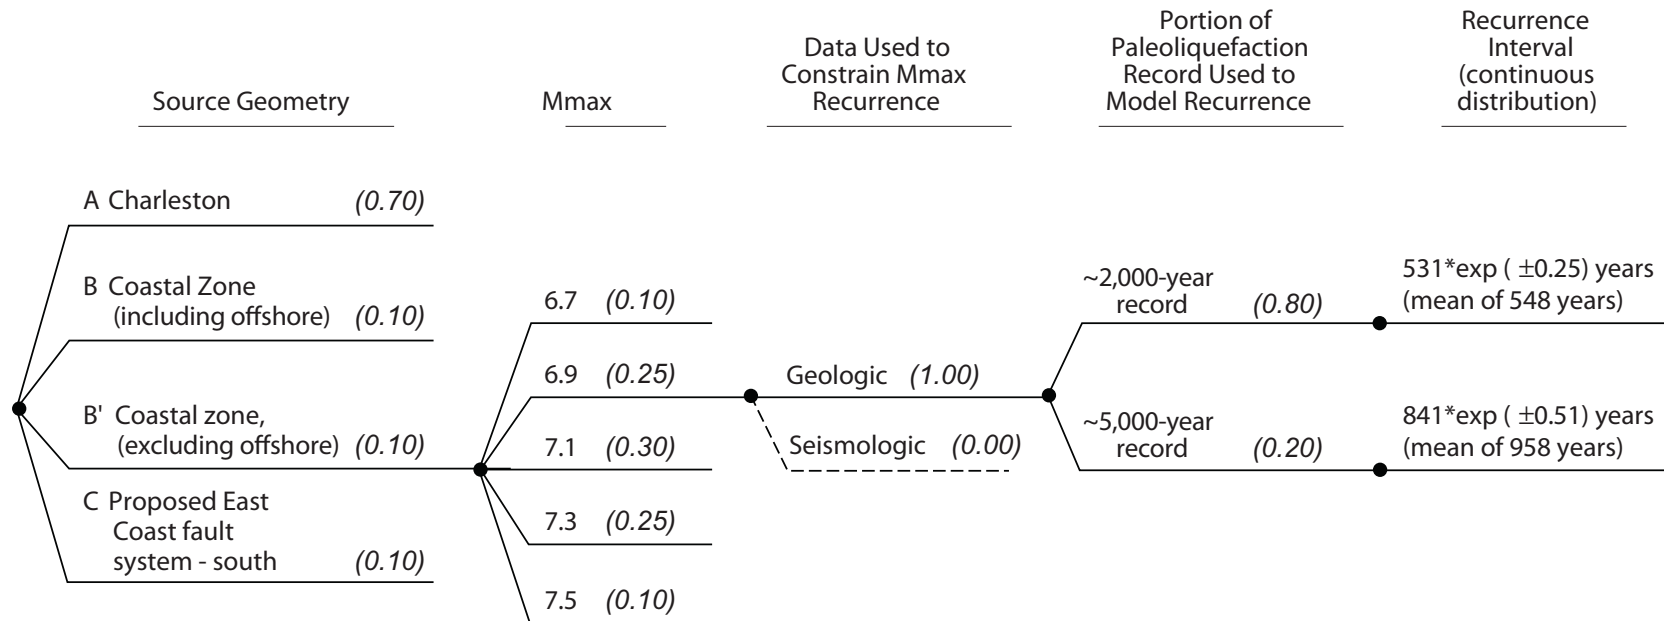 Source Geometry
Mmax
Data Used to
Constrain Mmax
Recurrence
Portion of
Paleoliquefaction
Record Used to
Model Recurrence
Recurrence
Interval
(continuous
distribution)
A Charleston (0.70)
B Coastal Zone
(including offshore) (0.10)
B' Coastal zone,
(excluding offshore) (0.10)
C Proposed East
Coast fault
system - south (0.10)
6.7 (0.10)
6.9 (0.25)
7.1 (0.30)
7.3 (0.25)
7.5 (0.10)
Geologic (1.00)
Seismologic (0.00)
~2,000-year
record (0.80)
~5,000-year
record (0.20)
531*exp ( ±0.25) years
(mean of 548 years)
841*exp ( ±0.51) years
(mean of 958 years)